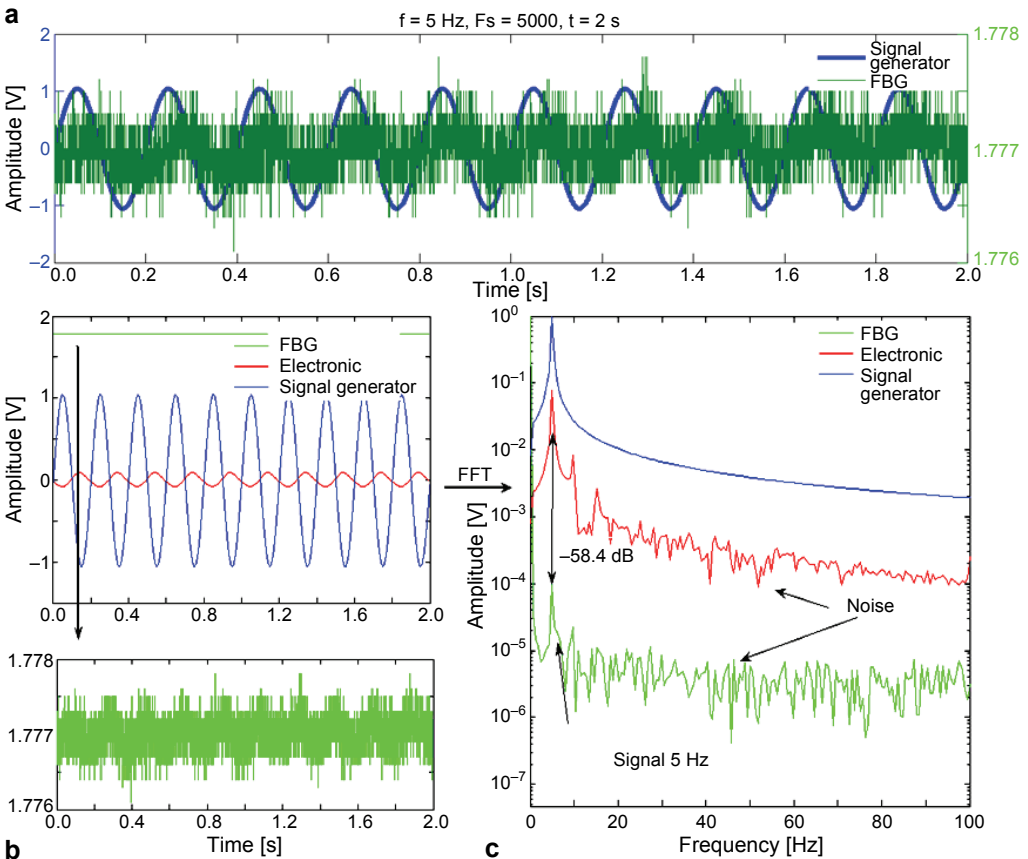 a
f = 5 Hz, Fs = 5000, t = 2 s
Amplitude [V]
2
1
0
−1
−2
1.778
1.777
1.776
Signal generator
FBG
0.0 0.2 0.4 0.6 0.8 1.0 1.2 1.4 1.6 1.8 2.0
Time [s]
Amplitude [V]
2
1
0
−1
FBG
Electronic
Signal generator
0.0 0.4 0.8 1.2 1.6 2.0
FFT
1.778
1.777
1.776
0.0 0.4 0.8 1.2 1.6 2.0
Time [s]
b
Amplitude [V]
10⁰
10⁻¹
10⁻²
10⁻³
10⁻⁴
10⁻⁵
10⁻⁶
10⁻⁷
FBG
Electronic
Signal
generator
−58.4 dB
Noise
Signal 5 Hz
0 20 40 60 80 100
Frequency [Hz]
c